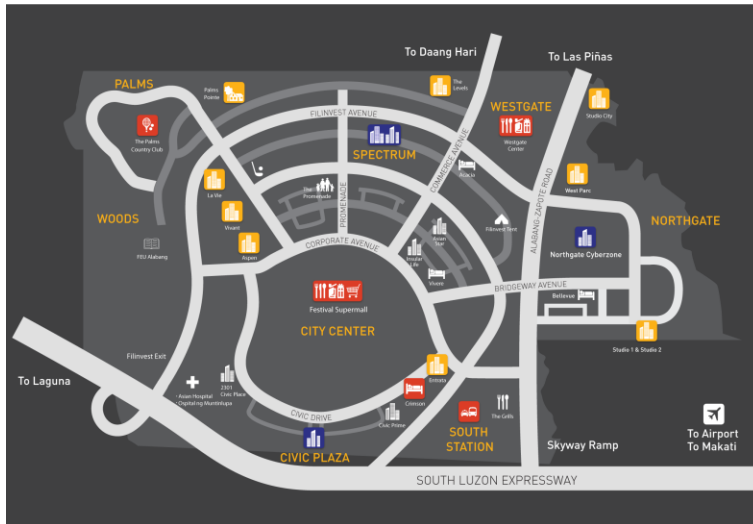 To Daang Hari
To Las Piñas
PALMS
Palms
Pointe
The
Levels
WESTGATE
Studio City
FILINVEST AVENUE
The Palms
Country Club
SPECTRUM
Westgate
Center
COMMERCE AVENUE
Acacia
West Parc
La Vie
The
Promenade
PROMENADE
ALABANG-ZAPOTE ROAD
WOODS
Vivant
NORTHGATE
Filinvest Tent
Asian
Star
FEU Alabang
Aspen
CORPORATE AVENUE
Insular
Life
Northgate Cyberzone
Vivere
BRIDGEWAY AVENUE
Bellevue
Festival Supermall
CITY CENTER
Studio 1 & Studio 2
Filinvest Exit
To Laguna
Entrata
• Asian Hospital
• Ospital ng Muntinlupa
2301
Civic Place
Crimson
The Grills
CIVIC DRIVE
Civic Prime
SOUTH
STATION
CIVIC PLAZA
Skyway Ramp
To Airport
To Makati
SOUTH LUZON EXPRESSWAY